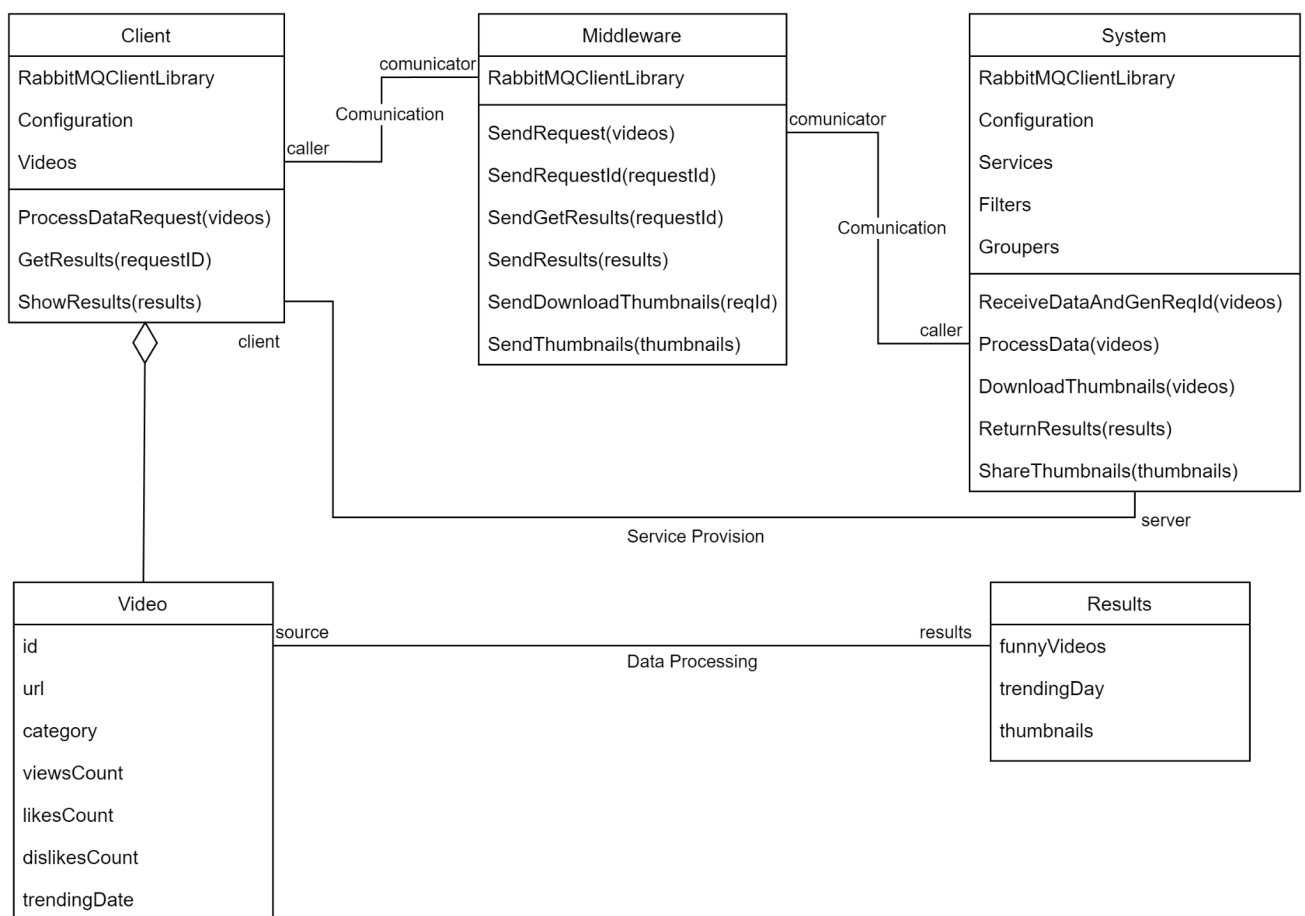 Client
RabbitMQClientLibrary
Configuration
Videos
ProcessDataRequest(videos)
GetResults(requestID)
ShowResults(results)
comunicator
Comunication
caller
client
Middleware
RabbitMQClientLibrary
SendRequest(videos)
SendRequestId(requestId)
SendGetResults(requestId)
SendResults(results)
SendDownloadThumbnails(reqId)
SendThumbnails(thumbnails)
comunicator
Comunication
caller
System
RabbitMQClientLibrary
Configuration
Services
Filters
Groupers
ReceiveDataAndGenReqId(videos)
ProcessData(videos)
DownloadThumbnails(videos)
ReturnResults(results)
ShareThumbnails(thumbnails)
server
Service Provision
Video
id
url
category
viewsCount
likesCount
dislikesCount
trendingDate
source
Data Processing
results
Results
funnyVideos
trendingDay
thumbnails